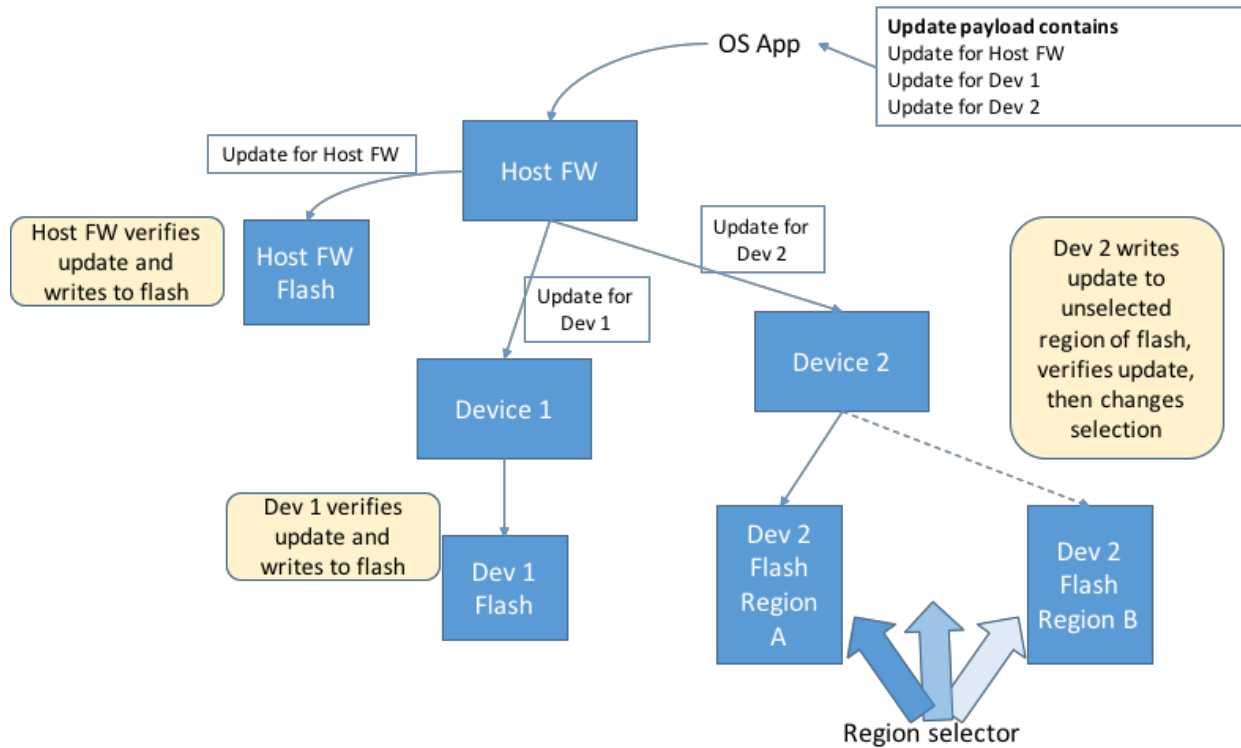 OS App
Update payload contains
Update for Host FW
Update for Dev 1
Update for Dev 2
Update for Host FW
Host FW
Host FW verifies
update and
writes to flash
Host FW
Flash
Update for
Dev 2
Update for
Dev 1
Dev 2 writes
update to
unselected
region of flash,
verifies update,
then changes
selection
Device 1
Device 2
Dev 1 verifies
update and
writes to flash
Dev 1
Flash
Dev 2
Flash
Region
A
Dev 2
Flash
Region B
Region selector